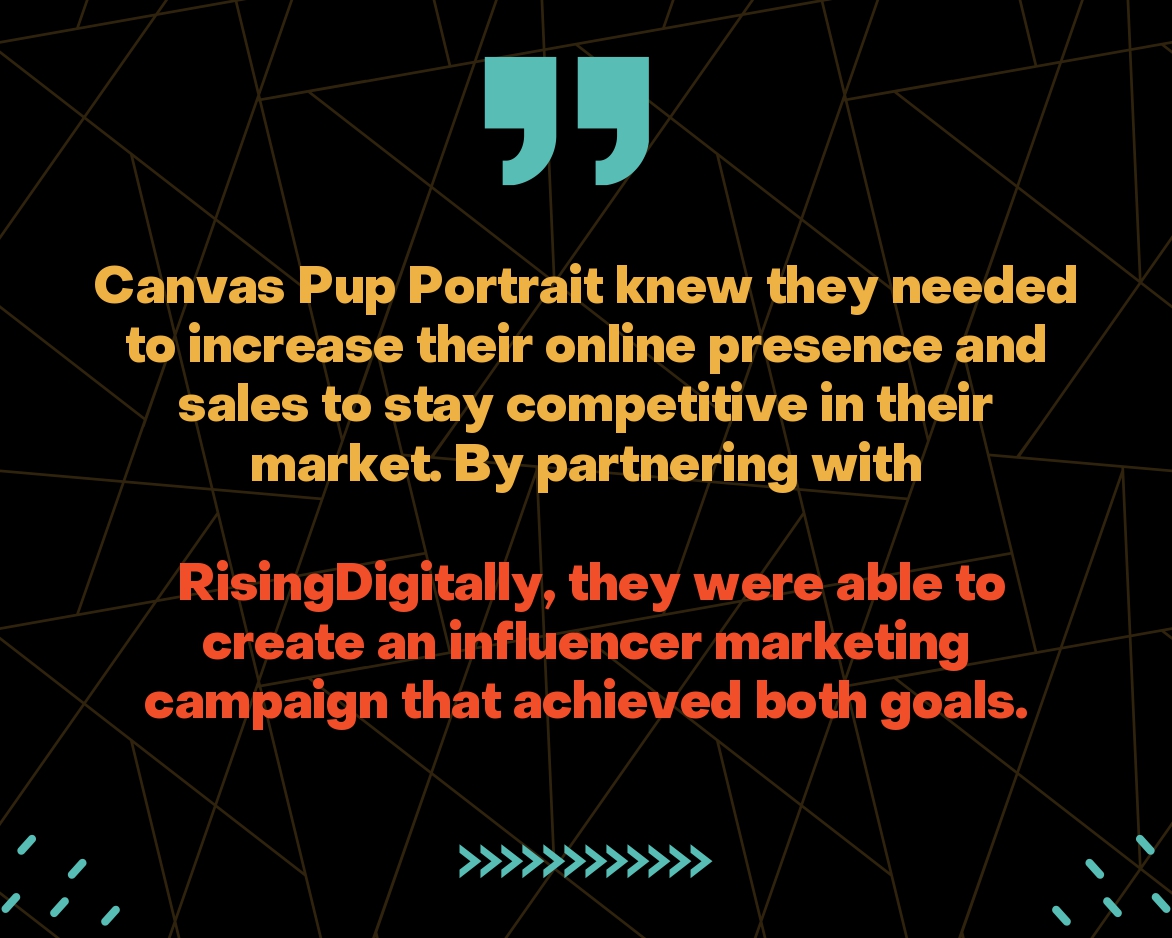 Canvas Pup Portrait knew they needed
to increase their online presence and
sales to stay competitive in their
market. By partnering with
RisingDigitally, they were able to
create an influencer marketing
campaign that achieved both goals.